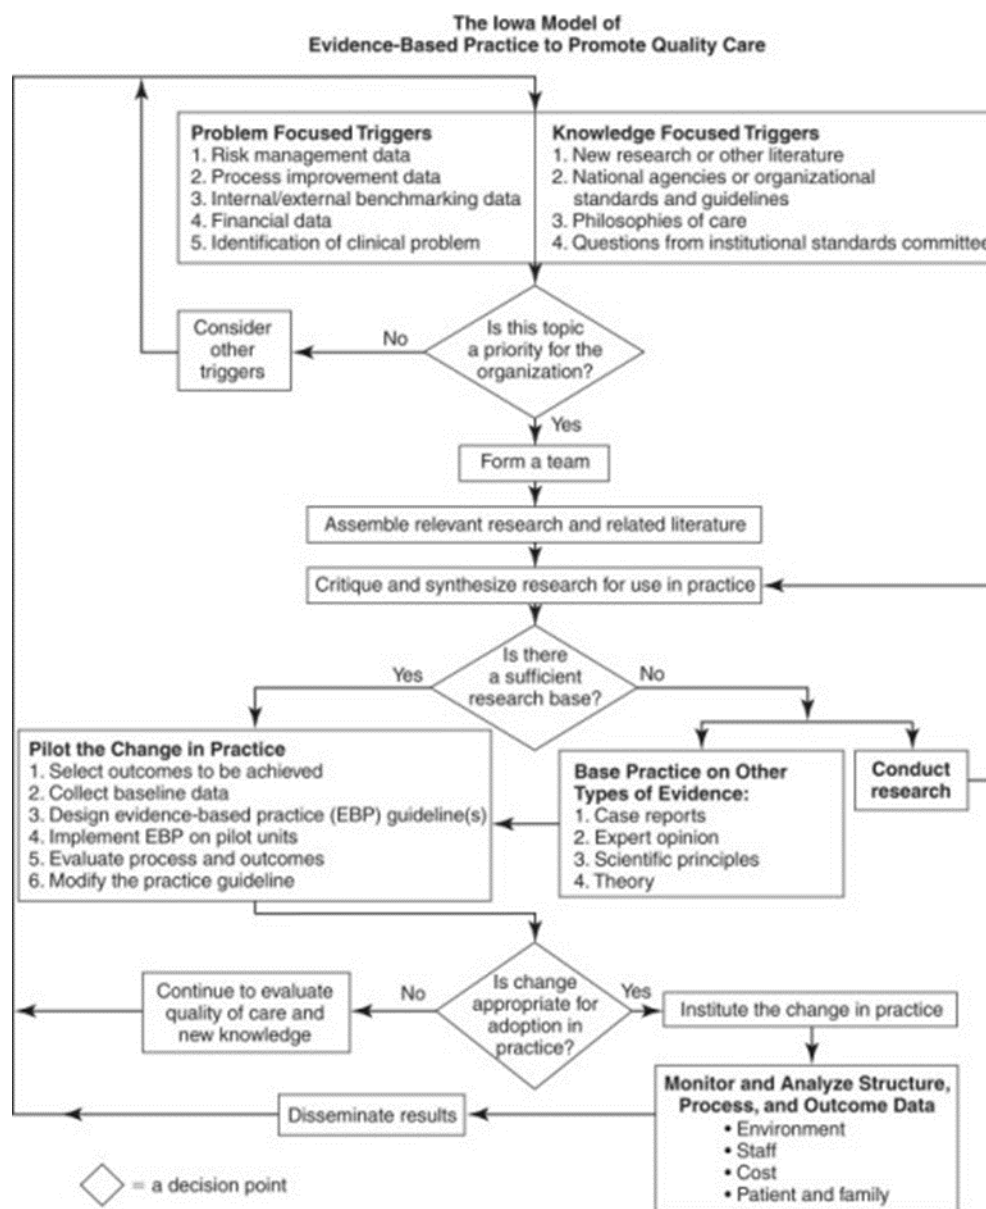 The Iowa Model of
Evidence-Based Practice to Promote Quality Care
Problem Focused Triggers
1. Risk management data
2. Process improvement data
3. Internal/external benchmarking data
4. Financial data
5. Identification of clinical problem
Knowledge Focused Triggers
1. New research or other literature
2. National agencies or organizational
standards and guidelines
3. Philosophies of care
4. Questions from institutional standards committee
Is this topic
a priority for the
organization?
No
Consider
other
triggers
Yes
Form a team
Assemble relevant research and related literature
Critique and synthesize research for use in practice
Is there
a sufficient
research base?
Yes
No
Pilot the Change in Practice
1. Select outcomes to be achieved
2. Collect baseline data
3. Design evidence-based practice (EBP) guideline(s)
4. Implement EBP on pilot units
5. Evaluate process and outcomes
6. Modify the practice guideline
Base Practice on Other
Types of Evidence:
1. Case reports
2. Expert opinion
3. Scientific principles
4. Theory
Conduct
research
Is change
appropriate for
adoption in
practice?
No
Continue to evaluate
quality of care and
new knowledge
Yes
Institute the change in practice
Monitor and Analyze Structure,
Process, and Outcome Data
• Environment
• Staff
• Cost
• Patient and family
Disseminate results
= a decision point